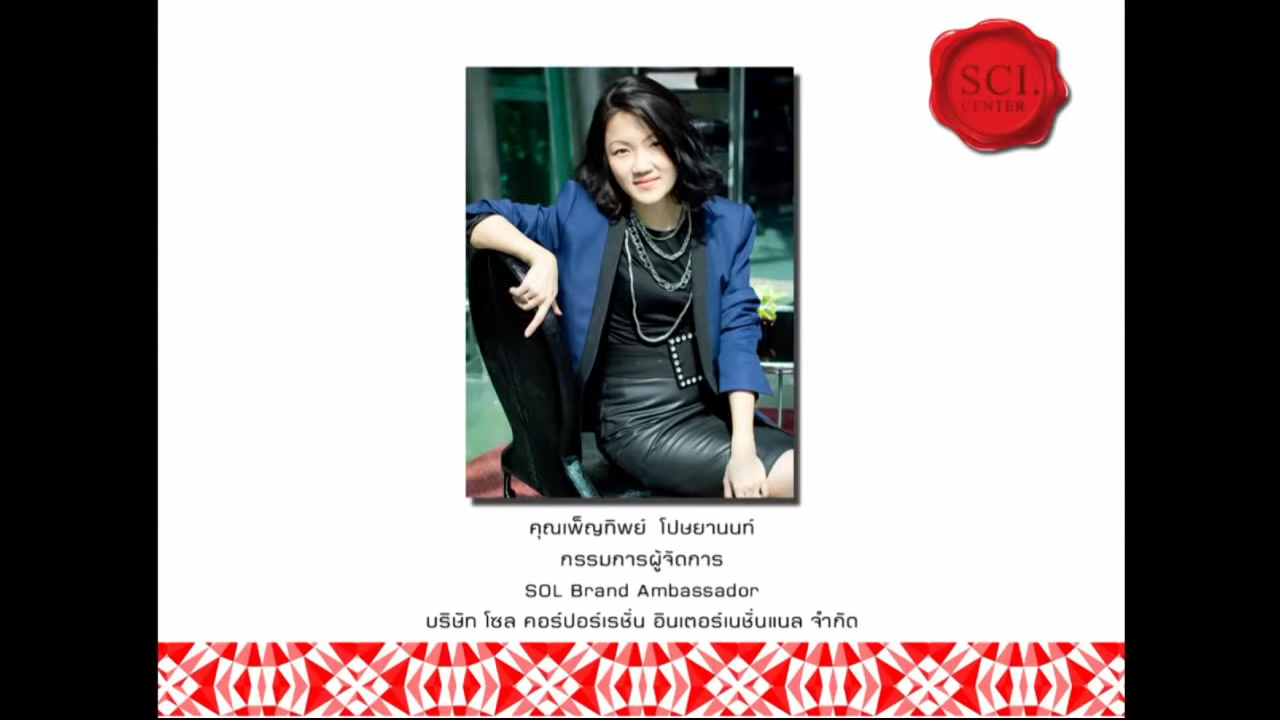 SCI.
CENTER
คุณเพ็ญทิพย์ โปษยานนท์
กรรมการผู้จัดการ
SOL Brand Ambassador
บริษัท โซล คอร์ปอร์เรชั่น อินเตอร์เนชั่นแนล จำกัด